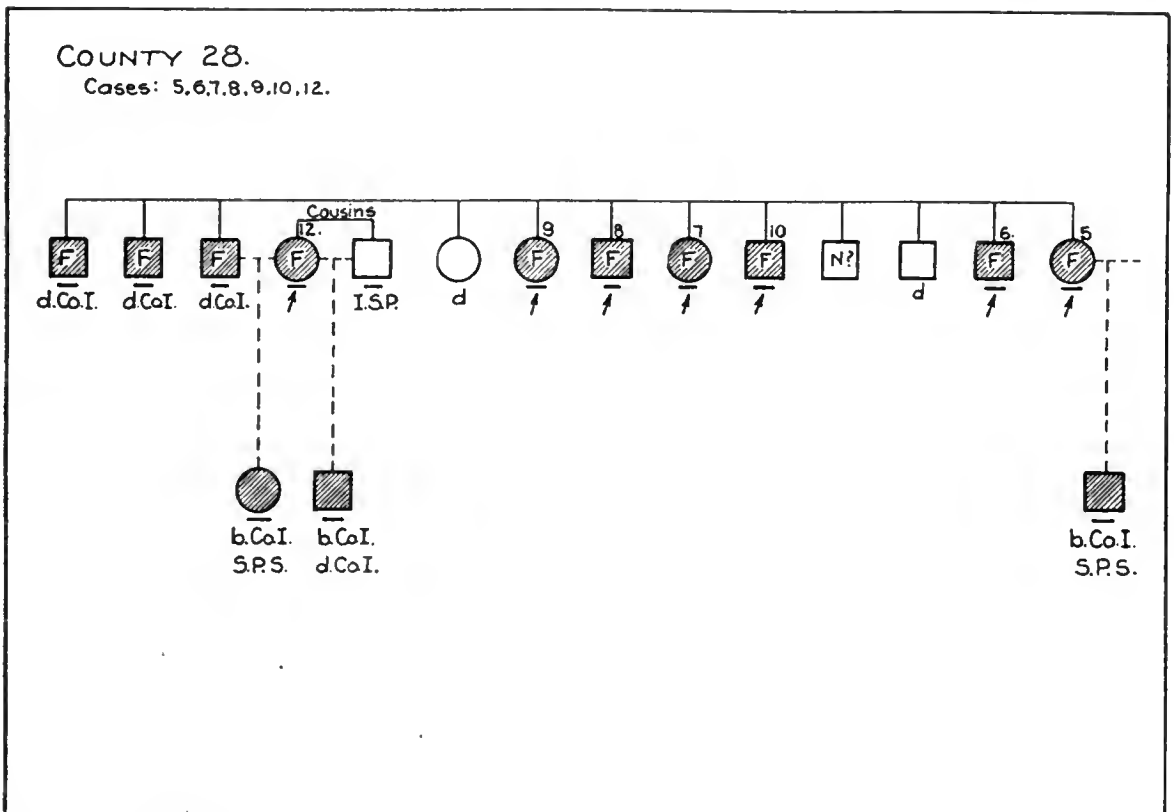 COUNTY 28.
Cases: 5,6,7,8,9,10,12.
Cousins
12. 9 8 7 10 6. 5
F F F F F F F F N? F F
d.Co.I. d.Co.I. d.Co.I. I.S.P. d d
b.Co.I. b.Co.I. b.Co.I.
S.P.S. d.Co.I. S.P.S.